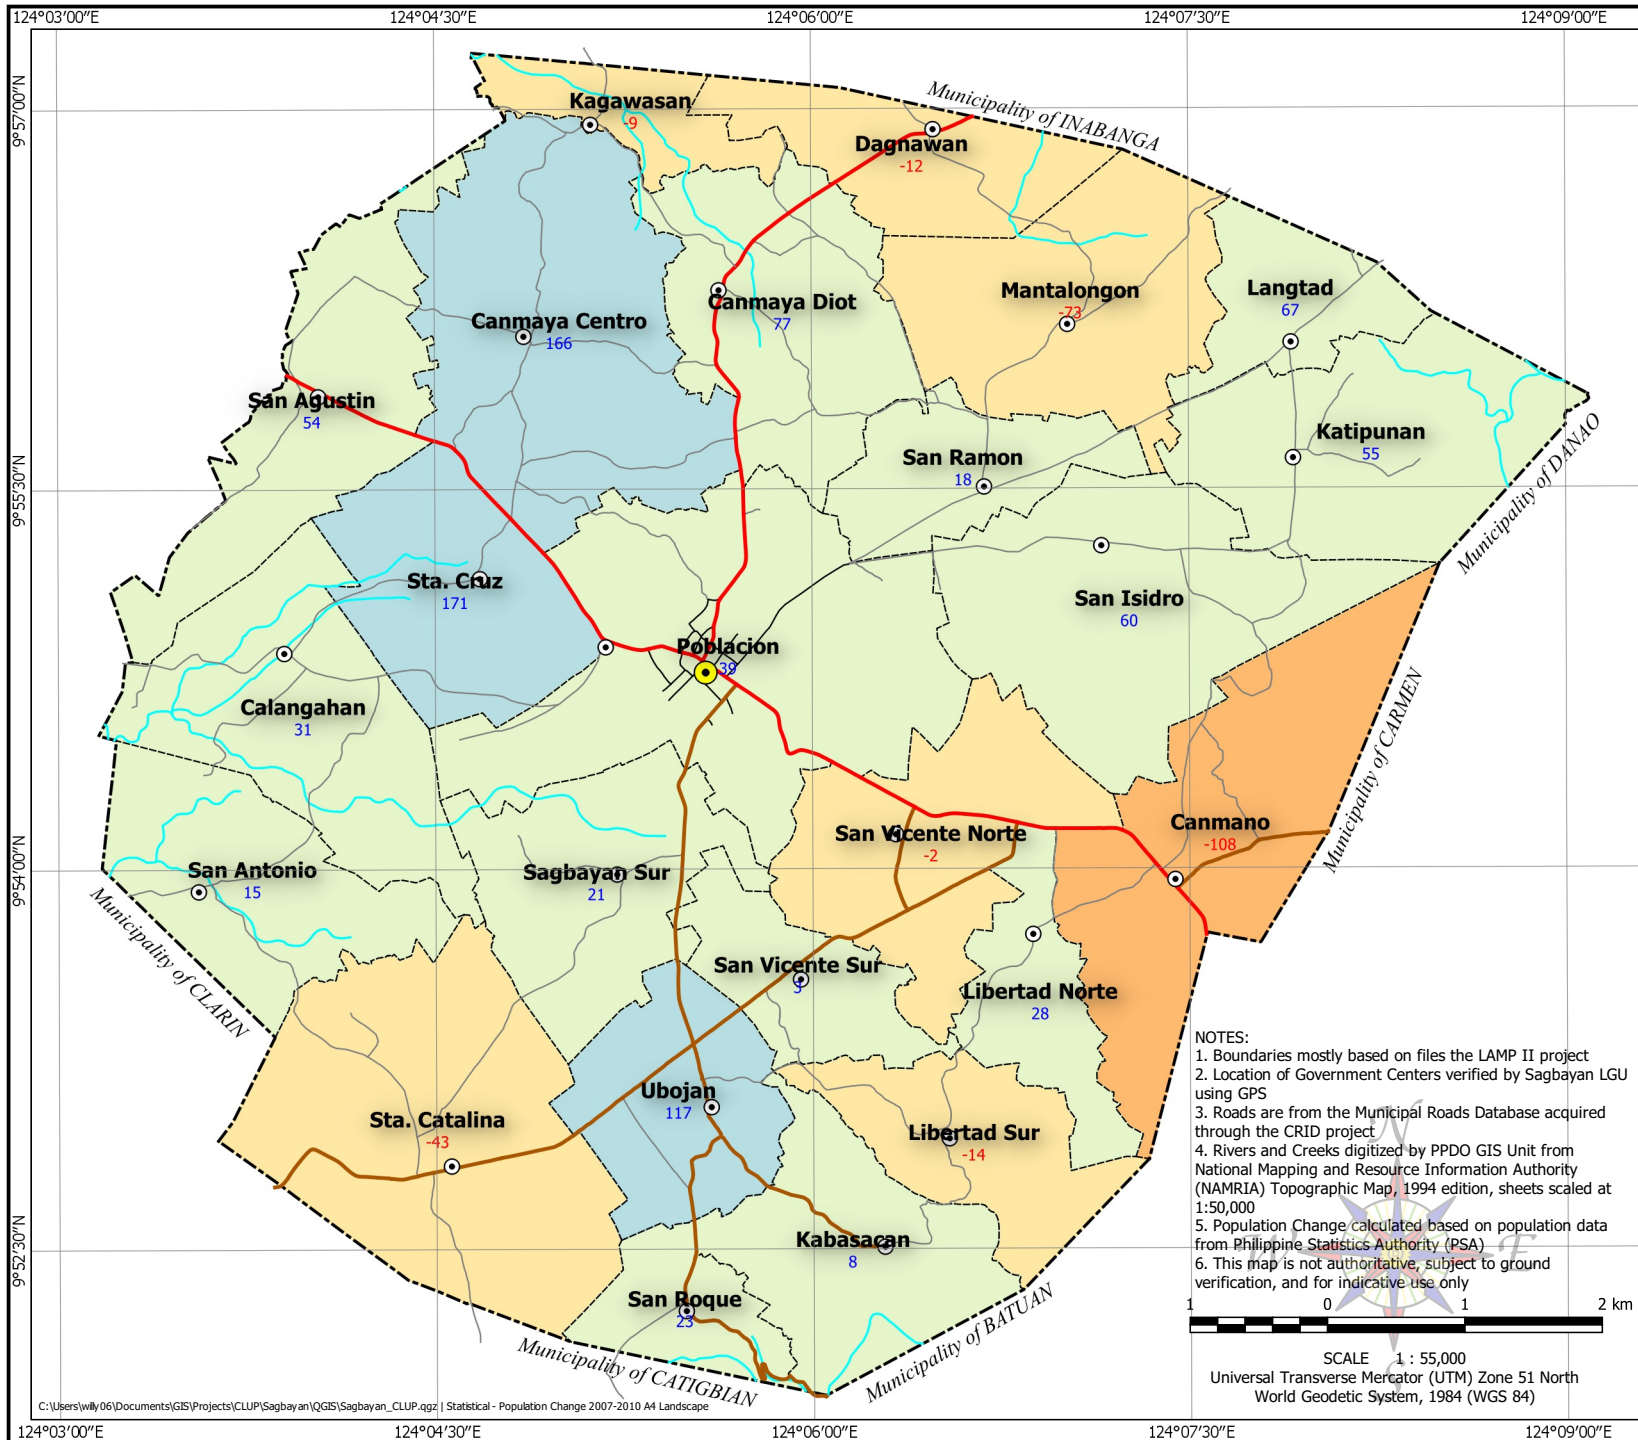 124°03′00″E 124°04′30″E 124°06′00″E 124°07′30″E 124°09′00″E
9°57′00″N
9°55′30″N
9°54′00″N
9°52′30″N
Municipality of INABANGA
Kagawasan
-9
Dagnawan
-12
Mantalongon
-73
Langtad
67
Canmaya Diot
77
Canmaya Centro
166
San Agustin
54
Katipunan
55
San Ramon
18
Municipality of DANAO
Sta. Cruz
171
San Isidro
60
Poblacion
39
Calangahan
31
Municipality of CARMEN
Canmano
-108
San Vicente Norte
-2
San Antonio
15
Sagbayan Sur
21
Municipality of CLARIN
San Vicente Sur
3
Libertad Norte
28
Ubojan
117
Sta. Catalina
-43
Libertad Sur
-14
Kabasacan
8
San Roque
23
Municipality of BATUAN
Municipality of CATIGBIAN
NOTES:
1. Boundaries mostly based on files the LAMP II project
2. Location of Government Centers verified by Sagbayan LGU
using GPS
3. Roads are from the Municipal Roads Database acquired
through the CRID project
4. Rivers and Creeks digitized by PPDO GIS Unit from
National Mapping and Resource Information Authority
(NAMRIA) Topographic Map, 1994 edition, sheets scaled at
1:50,000
5. Population Change calculated based on population data
from Philippine Statistics Authority (PSA)
6. This map is not authoritative, subject to ground
verification, and for indicative use only
N
W
E
S
1 0 1 2 km
SCALE 1 : 55,000
Universal Transverse Mercator (UTM) Zone 51 North
World Geodetic System, 1984 (WGS 84)
C:\Users\willy06\Documents\GIS\Projects\CLUP\Sagbayan\QGIS\Sagbayan_CLUP.qgz | Statistical - Population Change 2007-2010 A4 Landscape
124°03′00″E 124°04′30″E 124°06′00″E 124°07′30″E 124°09′00″E